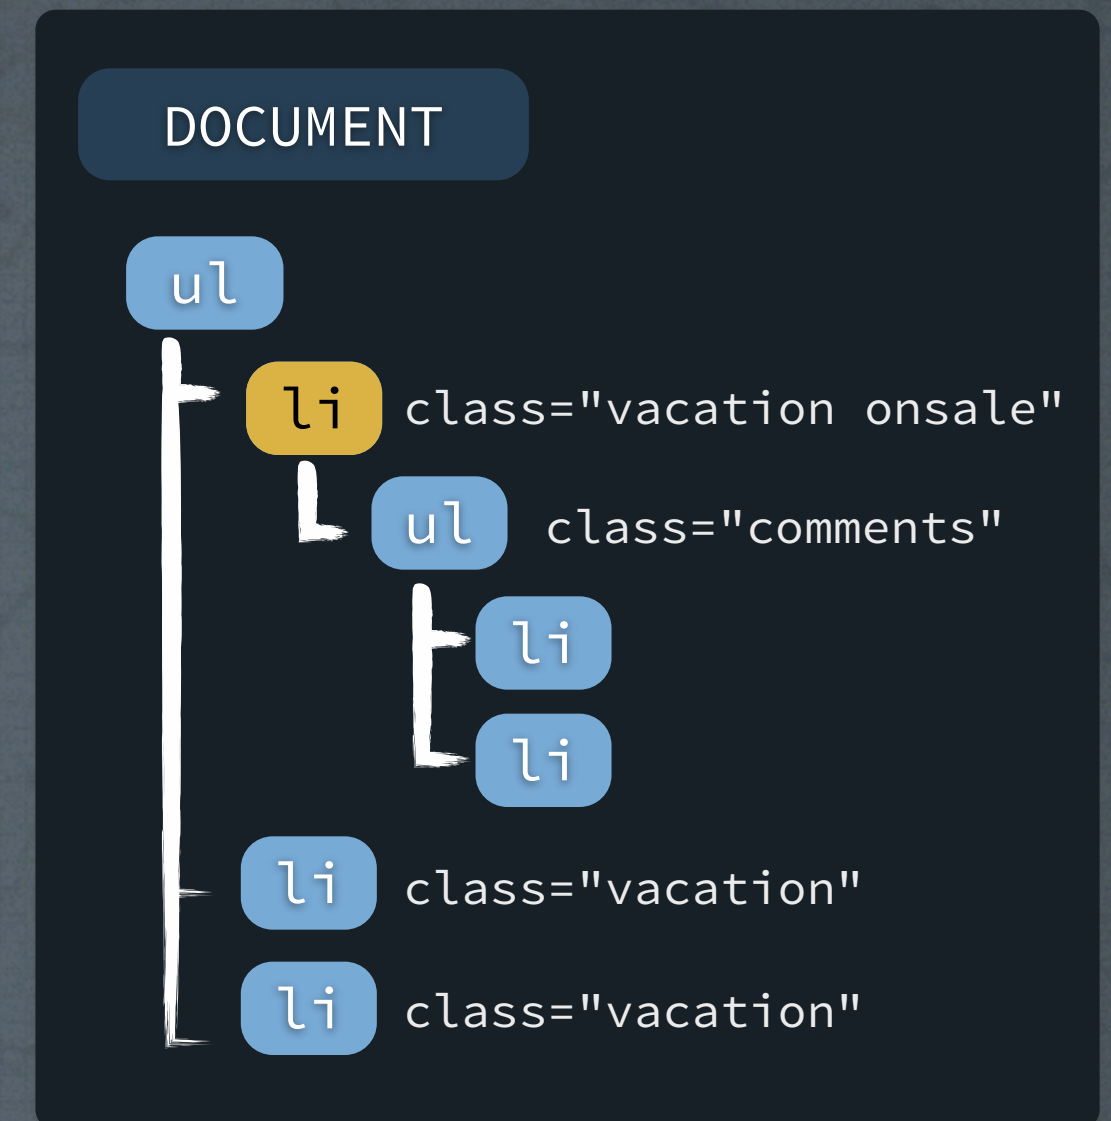 DOCUMENT
ul
li class="vacation onsale"
ul class="comments"
li
li
li class="vacation"
li class="vacation"